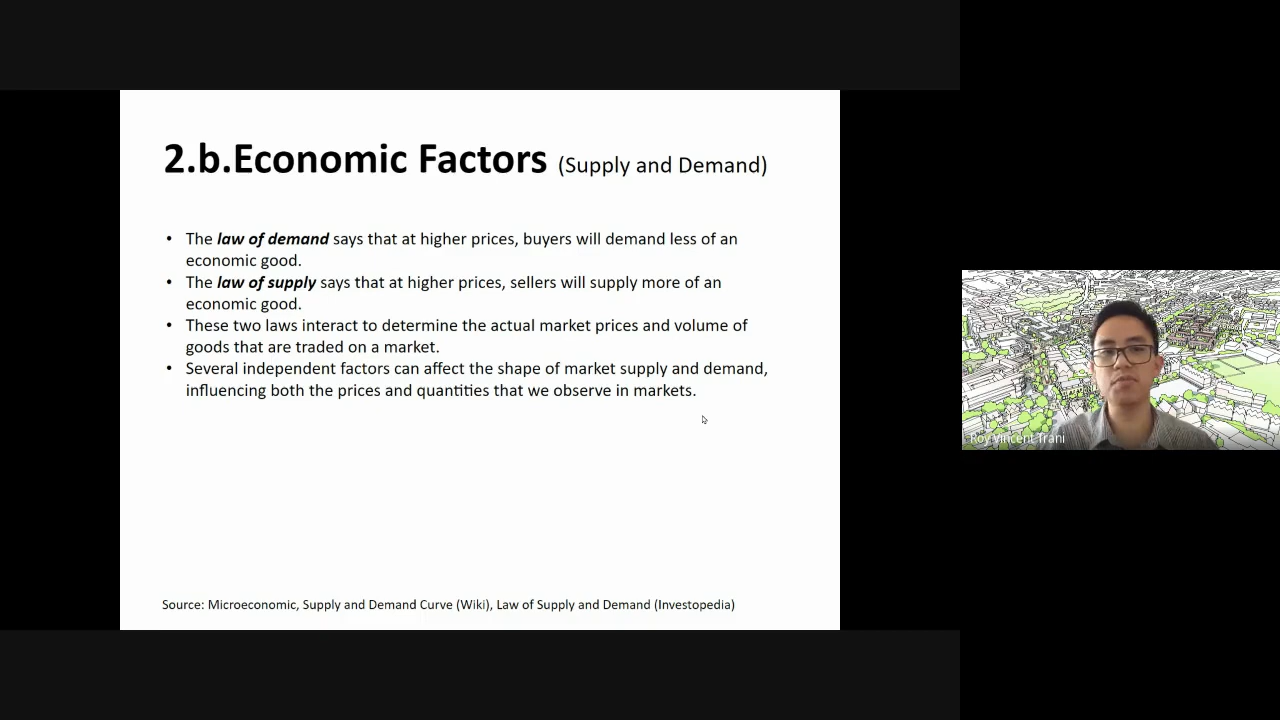 2.b.Economic Factors (Supply and Demand)
• The law of demand says that at higher prices, buyers will demand less of an
economic good.
• The law of supply says that at higher prices, sellers will supply more of an
economic good.
• These two laws interact to determine the actual market prices and volume of
goods that are traded on a market.
• Several independent factors can affect the shape of market supply and demand,
influencing both the prices and quantities that we observe in markets.
Roy Vincent Trani
Source: Microeconomic, Supply and Demand Curve (Wiki), Law of Supply and Demand (Investopedia)